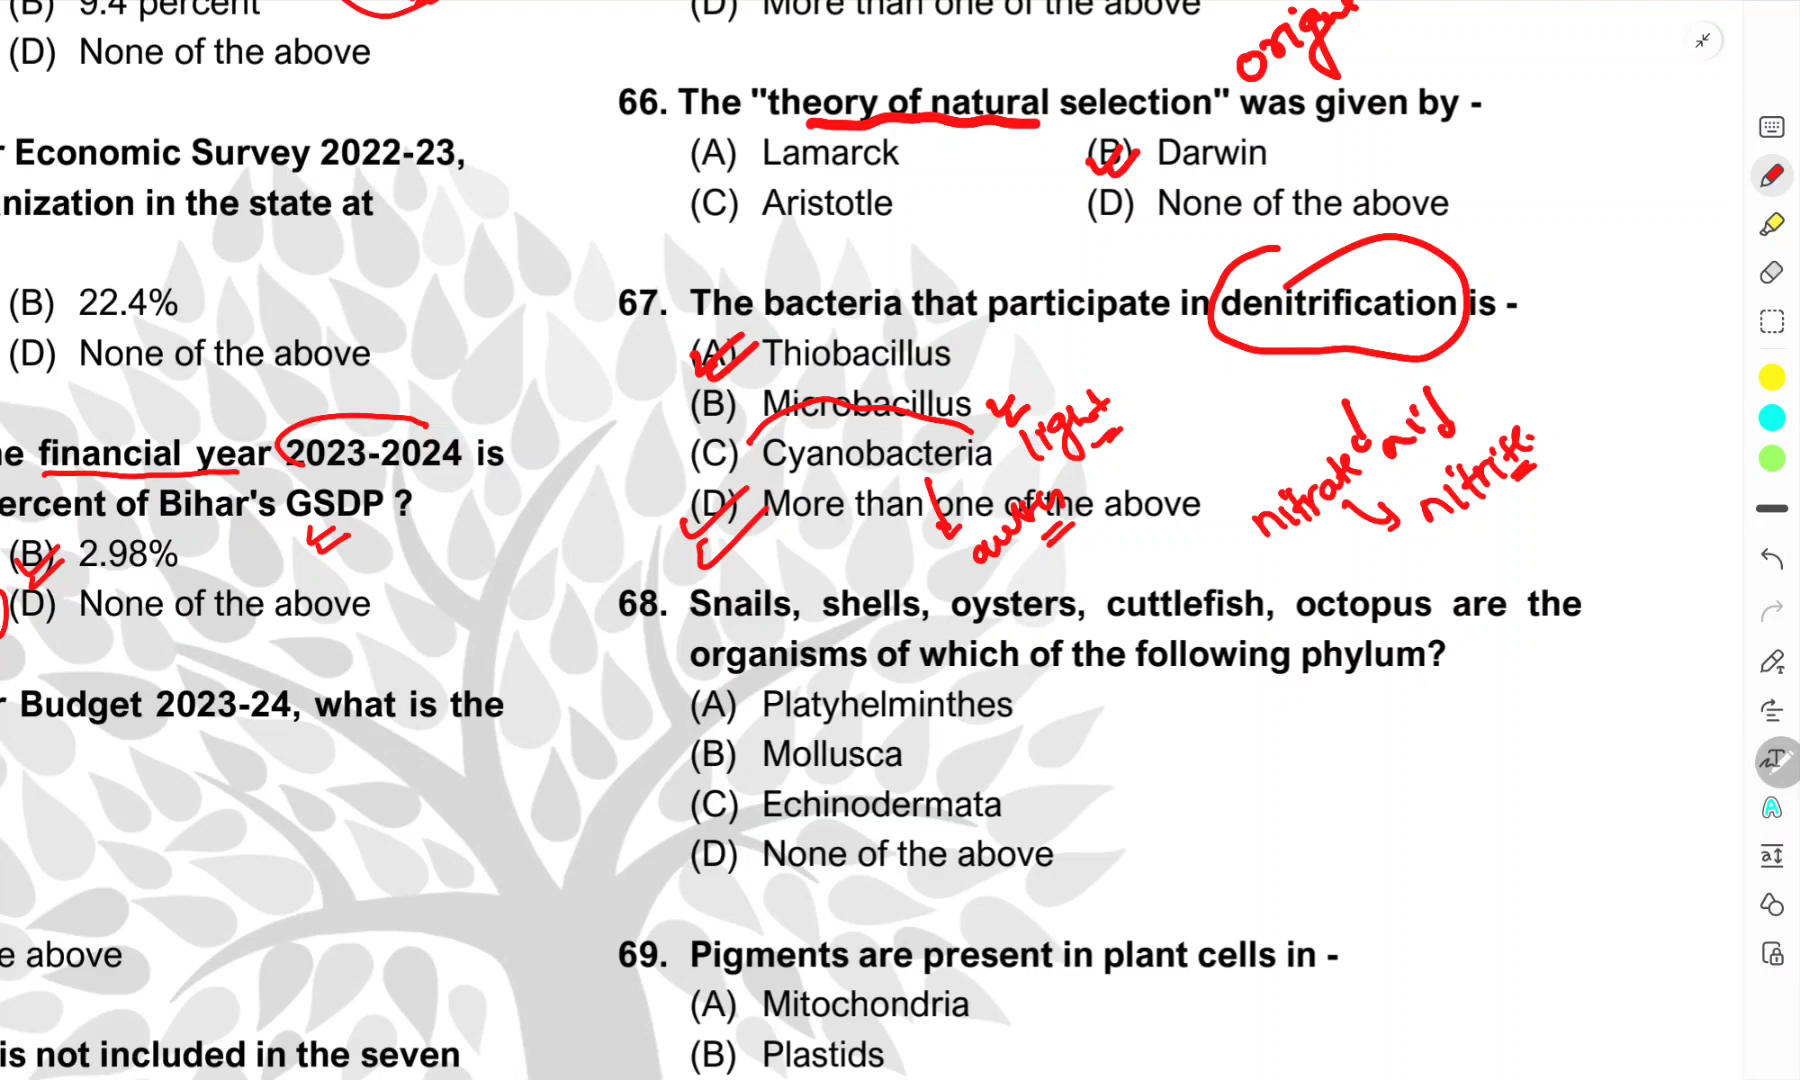 (B) 9.4 percent
(D) None of the above
r Economic Survey 2022-23,
nization in the state at
(B) 22.4%
(D) None of the above
e financial year 2023-2024 is
ercent of Bihar's GSDP ?
(B) 2.98%
(D) None of the above
r Budget 2023-24, what is the
e above
is not included in the seven
(D) More than one of the above
origin
66. The "theory of natural selection" was given by -
(A) Lamarck (B) Darwin
(C) Aristotle (D) None of the above
67. The bacteria that participate in denitrification is -
(A) Thiobacillus
(B) Microbacillus
light
(C) Cyanobacteria
(D) More than one of the above
nitrate
68. Snails, shells, oysters, cuttlefish, octopus are the
organisms of which of the following phylum?
(A) Platyhelminthes
(B) Mollusca
(C) Echinodermata
(D) None of the above
69. Pigments are present in plant cells in -
(A) Mitochondria
(B) Plastids